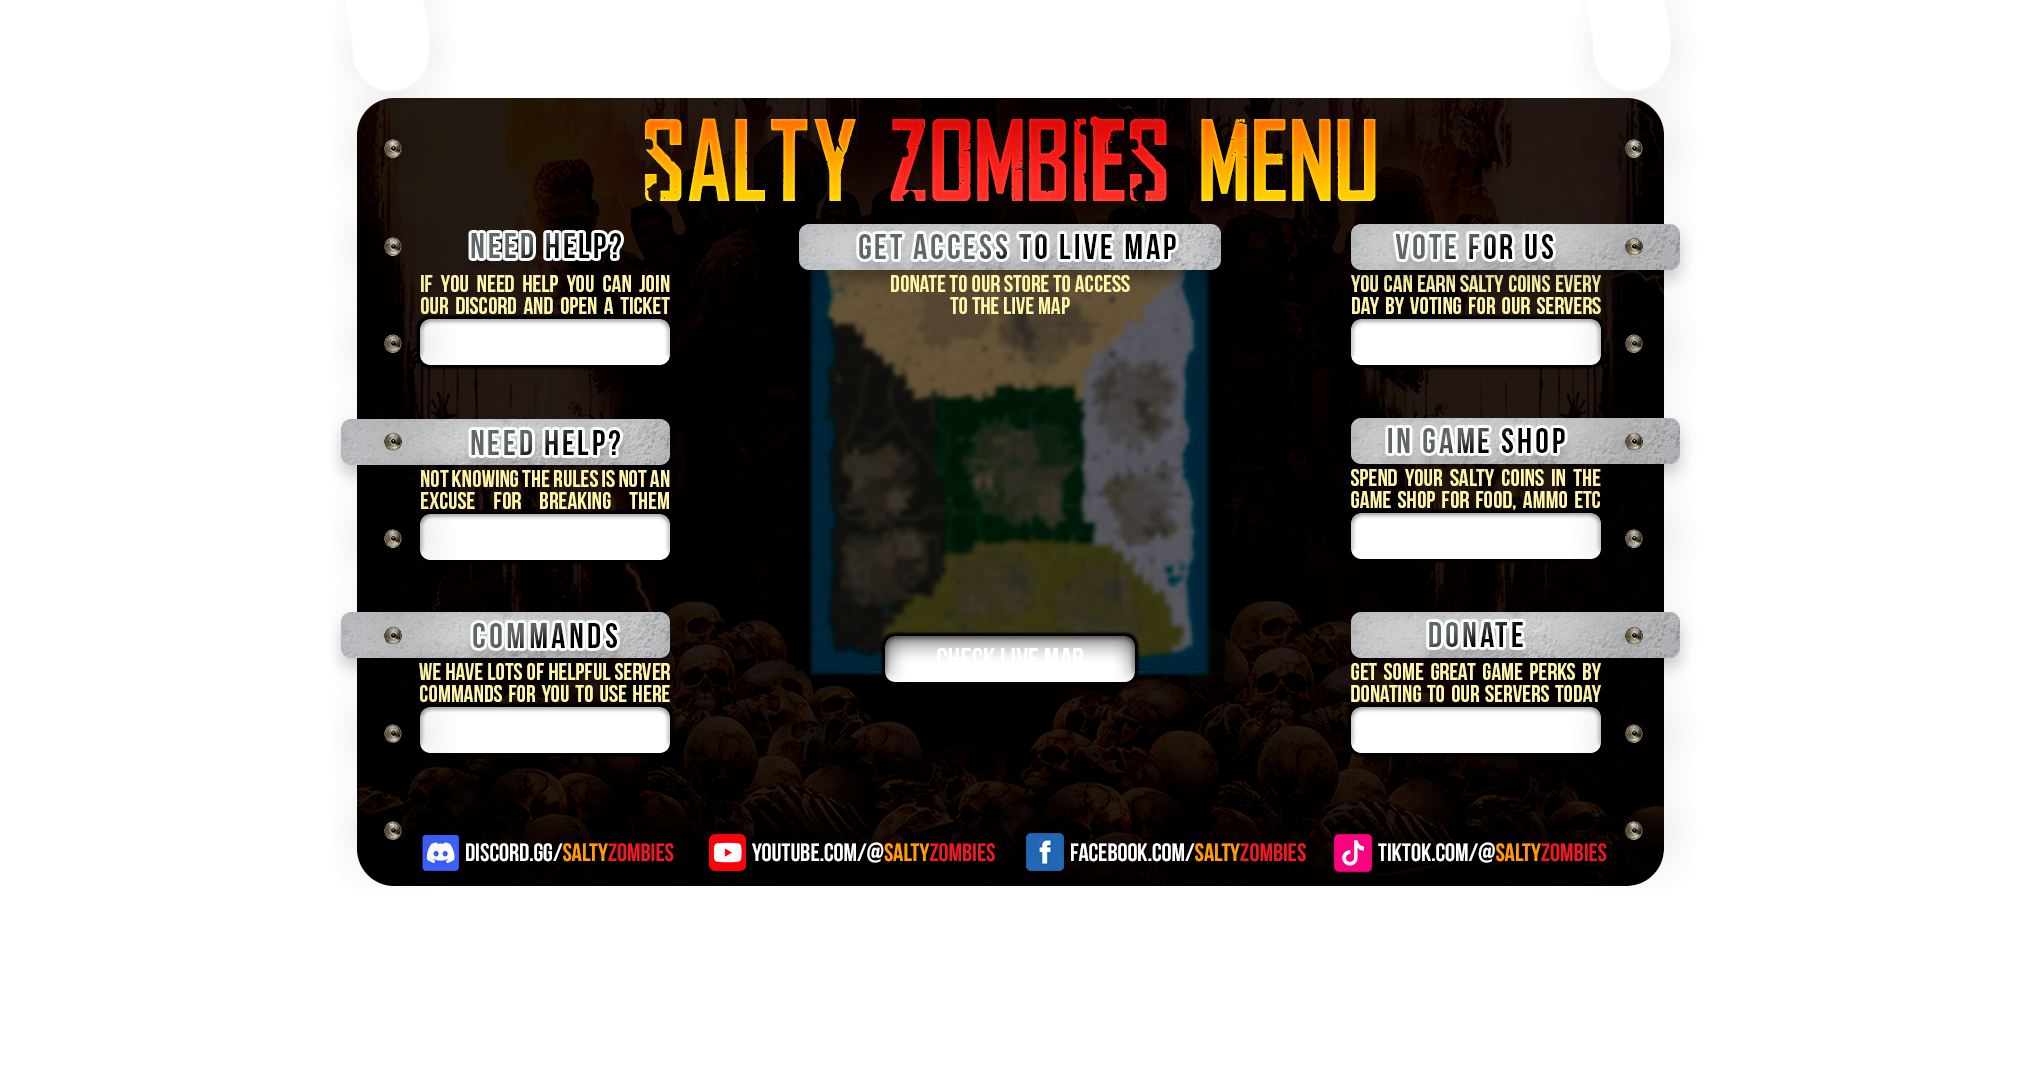 SALTY ZOMBIES MENU
NEED HELP?
IF YOU NEED HELP YOU CAN JOIN
OUR DISCORD AND OPEN A TICKET
NEED HELP?
NOT KNOWING THE RULES IS NOT AN
EXCUSE FOR BREAKING THEM
COMMANDS
WE HAVE LOTS OF HELPFUL SERVER
COMMANDS FOR YOU TO USE HERE
GET ACCESS TO LIVE MAP
DONATE TO OUR STORE TO ACCESS
TO THE LIVE MAP
CHECK LIVE MAP
VOTE FOR US
YOU CAN EARN SALTY COINS EVERY
DAY BY VOTING FOR OUR SERVERS
IN GAME SHOP
SPEND YOUR SALTY COINS IN THE
GAME SHOP FOR FOOD, AMMO ETC
DONATE
GET SOME GREAT GAME PERKS BY
DONATING TO OUR SERVERS TODAY
DISCORD.GG/SALTYZOMBIES
YOUTUBE.COM/@SALTYZOMBIES
FACEBOOK.COM/SALTYZOMBIES
TIKTOK.COM/@SALTYZOMBIES